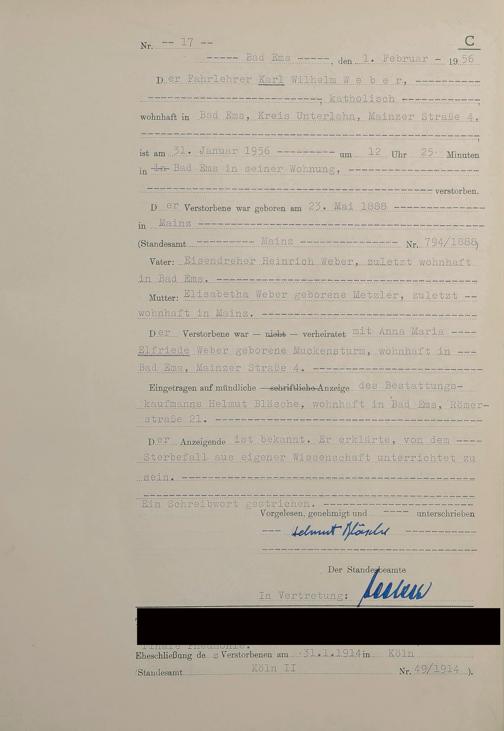 C
Nr. -- 17 --
----- Bad Ems -----, den 1. Februar - 1956
Der Fahrlehrer Karl Wilhelm W e b e r, ----------
--------------------------, katholisch -----------,
wohnhaft in Bad Ems, Kreis Unterlahn, Mainzer Straße 4,
--------------------------------------------------
ist am 31. Januar 1956 --------- um 12 Uhr 25 Minuten
in in Bad Ems in seiner Wohnung, -------------------
------------------------------------------- verstorben.
Der Verstorbene war geboren am 23. Mai 1888 --------------
in Mainz ----------------------------------------
(Standesamt --------- Mainz --------------- Nr. 794/1888)
Vater: Eisendreher Heinrich Weber, zuletzt wohnhaft
in Bad Ems. --------------------------------------
Mutter: Elisabetha Weber geborene Metzler, zuletzt --
wohnhaft in Mainz. --------------------------------
Der Verstorbene war — nicht — verheiratet mit Anna Maria ----
Elfriede Weber geborene Muckensturm, wohnhaft in ---
Bad Ems, Mainzer Straße 4. -------------------------
Eingetragen auf mündliche — schriftliche Anzeige des Bestattungs-
kaufmanns Helmut Bläsche, wohnhaft in Bad Ems, Römer-
straße 21. ----------------------------------------
Der Anzeigende ist bekannt. Er erklärte, von dem ----
Sterbefall aus eigener Wissenschaft unterrichtet zu
sein. --------------------------------------------
--------------------------------------------------
Ein Schreibwort gestrichen. -----------------------
Vorgelesen, genehmigt und ----- unterschrieben
--- Helmut Bläsche -----------
---------------------------------
Der Standesbeamte
In Vertretung:
Pneumonie.
Eheschließung des Verstorbenen am 31.1.1914 in Köln
(Standesamt Köln II Nr. 49/1914 ).